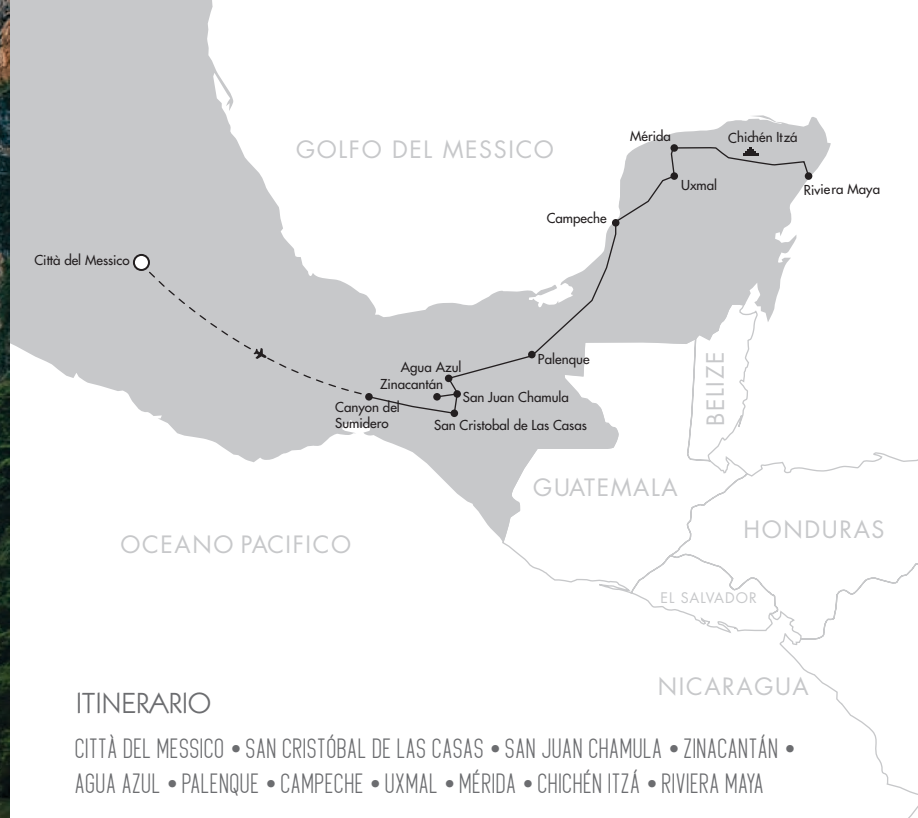 GOLFO DEL MESSICO
Mérida
Chichén Itzá
Uxmal
Riviera Maya
Campeche
Città del Messico
Palenque
Agua Azul
Zinacantán
San Juan Chamula
Canyon del
Sumidero
San Cristobal de Las Casas
BELIZE
GUATEMALA
HONDURAS
OCEANO PACIFICO
EL SALVADOR
NICARAGUA
ITINERARIO
CITTÀ DEL MESSICO • SAN CRISTÓBAL DE LAS CASAS • SAN JUAN CHAMULA • ZINACANTÁN •
AGUA AZUL • PALENQUE • CAMPECHE • UXMAL • MÉRIDA • CHICHÉN ITZÁ • RIVIERA MAYA